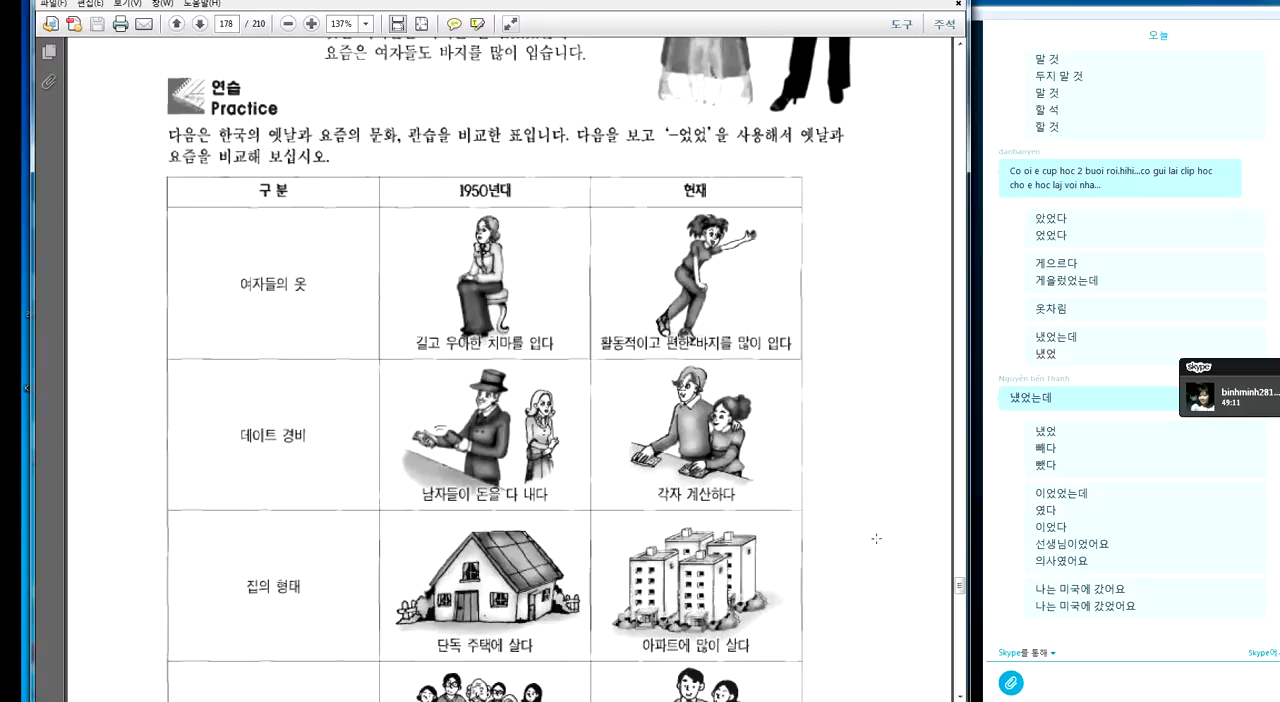 파일(F) 편집(E) 보기(V) 창(W) 도움말(H)
178 / 210 137% 도구 주석
요즘은 여자들도 바지를 많이 입습니다.
연습
Practice
다음은 한국의 옛날과 요즘의 문화, 관습을 비교한 표입니다. 다음을 보고 ‘-었었’을 사용해서 옛날과
요즘을 비교해 보십시오.
구 분 1950년대 현재
여자들의 옷
길고 우아한 치마를 입다 활동적이고 편한 바지를 많이 입다
데이트 경비
남자들이 돈을 다 내다 각자 계산하다
집의 형태
단독 주택에 살다 아파트에 많이 살다
오늘
말 것
두지 말 것
말 것
할 석
할 것
danbaoyen
Co oi e cup hoc 2 buoi roi.hihi...co gui lai clip hoc
cho e hoc laj voi nha...
았었다
었었다
게으르다
게을렀었는데
옷차림
냈었는데
냈었
Nguyễn tiến Thanh
냈었는데
냈었
빼다
뺐다
이었었는데
였다
이었다
선생님이었어요
의사였어요
나는 미국에 갔어요
나는 미국에 갔었어요
skype
binhminh281...
49:11
Skype를 통해